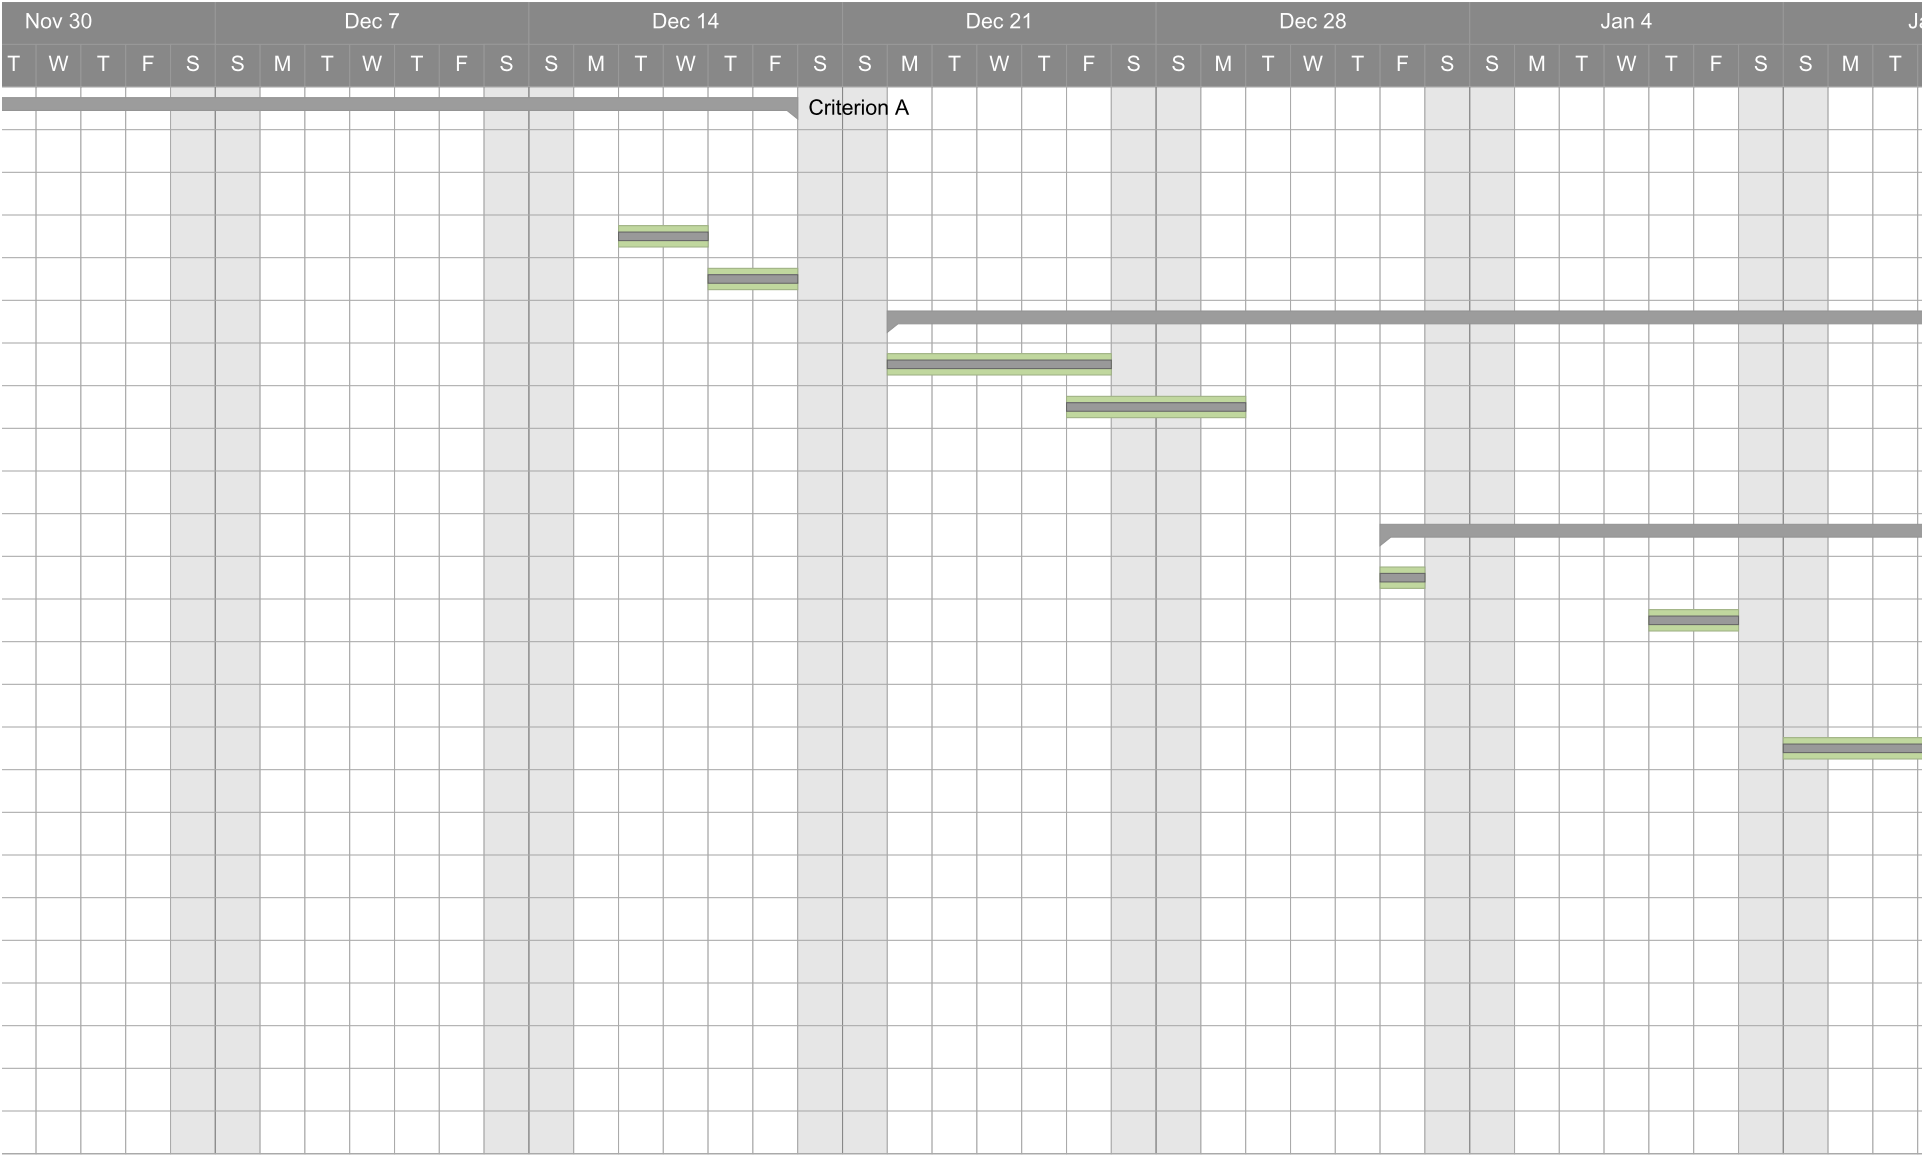 Nov 30 Dec 7 Dec 14 Dec 21 Dec 28 Jan 4
T W T F S S M T W T F S S M T W T F S S M T W T F S S M T W T F S S M T W T F S S M T
Criterion A